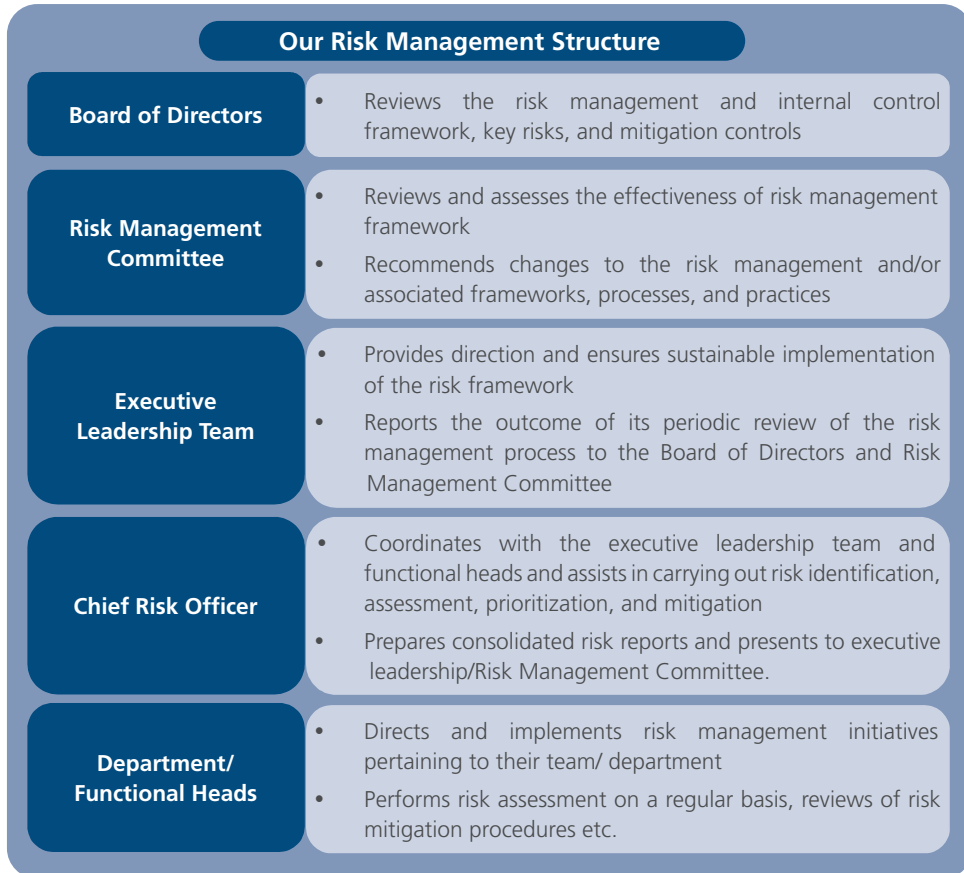 Our Risk Management Structure
Board of Directors
• Reviews the risk management and internal control
framework, key risks, and mitigation controls
Risk Management
Committee
• Reviews and assesses the effectiveness of risk management
framework
• Recommends changes to the risk management and/or
associated frameworks, processes, and practices
Executive
Leadership Team
• Provides direction and ensures sustainable implementation
of the risk framework
• Reports the outcome of its periodic review of the risk
management process to the Board of Directors and Risk
Management Committee
Chief Risk Officer
• Coordinates with the executive leadership team and
functional heads and assists in carrying out risk identification,
assessment, prioritization, and mitigation
• Prepares consolidated risk reports and presents to executive
leadership/Risk Management Committee.
Department/
Functional Heads
• Directs and implements risk management initiatives
pertaining to their team/ department
• Performs risk assessment on a regular basis, reviews of risk
mitigation procedures etc.